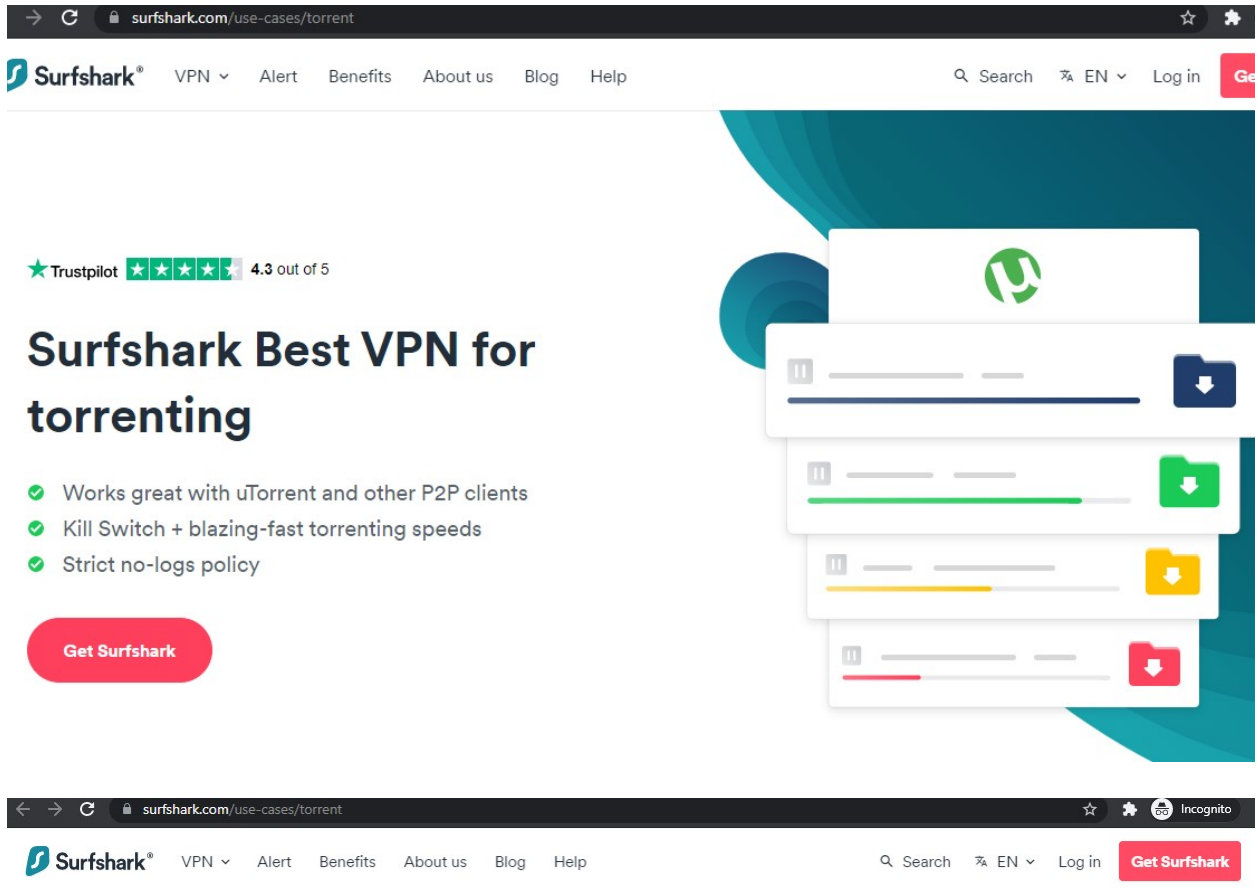 surfshark.com/use-cases/torrent
Surfshark® VPN Alert Benefits About us Blog Help Search EN Log in Ge
Trustpilot 4.3 out of 5
Surfshark Best VPN for
torrenting
Works great with uTorrent and other P2P clients
Kill Switch + blazing-fast torrenting speeds
Strict no-logs policy
Get Surfshark
surfshark.com/use-cases/torrent Incognito
Surfshark® VPN Alert Benefits About us Blog Help Search EN Log in Get Surfshark